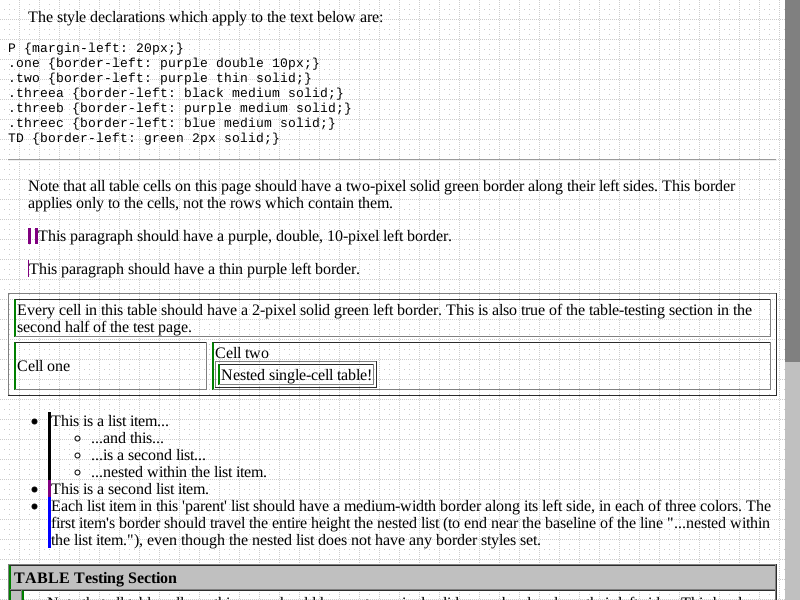 The style declarations which apply to the text below are:
P {margin-left: 20px;}
.one {border-left: purple double 10px;}
.two {border-left: purple thin solid;}
.threea {border-left: black medium solid;}
.threeb {border-left: purple medium solid;}
.threec {border-left: blue medium solid;}
TD {border-left: green 2px solid;}
Note that all table cells on this page should have a two-pixel solid green border along their left sides. This border
applies only to the cells, not the rows which contain them.
This paragraph should have a purple, double, 10-pixel left border.
This paragraph should have a thin purple left border.
Every cell in this table should have a 2-pixel solid green left border. This is also true of the table-testing section in the
second half of the test page.
Cell one
Cell two
Nested single-cell table!
This is a list item...
...and this...
...is a second list...
...nested within the list item.
This is a second list item.
Each list item in this 'parent' list should have a medium-width border along its left side, in each of three colors. The
first item's border should travel the entire height the nested list (to end near the baseline of the line "...nested within
the list item."), even though the nested list does not have any border styles set.
TABLE Testing Section